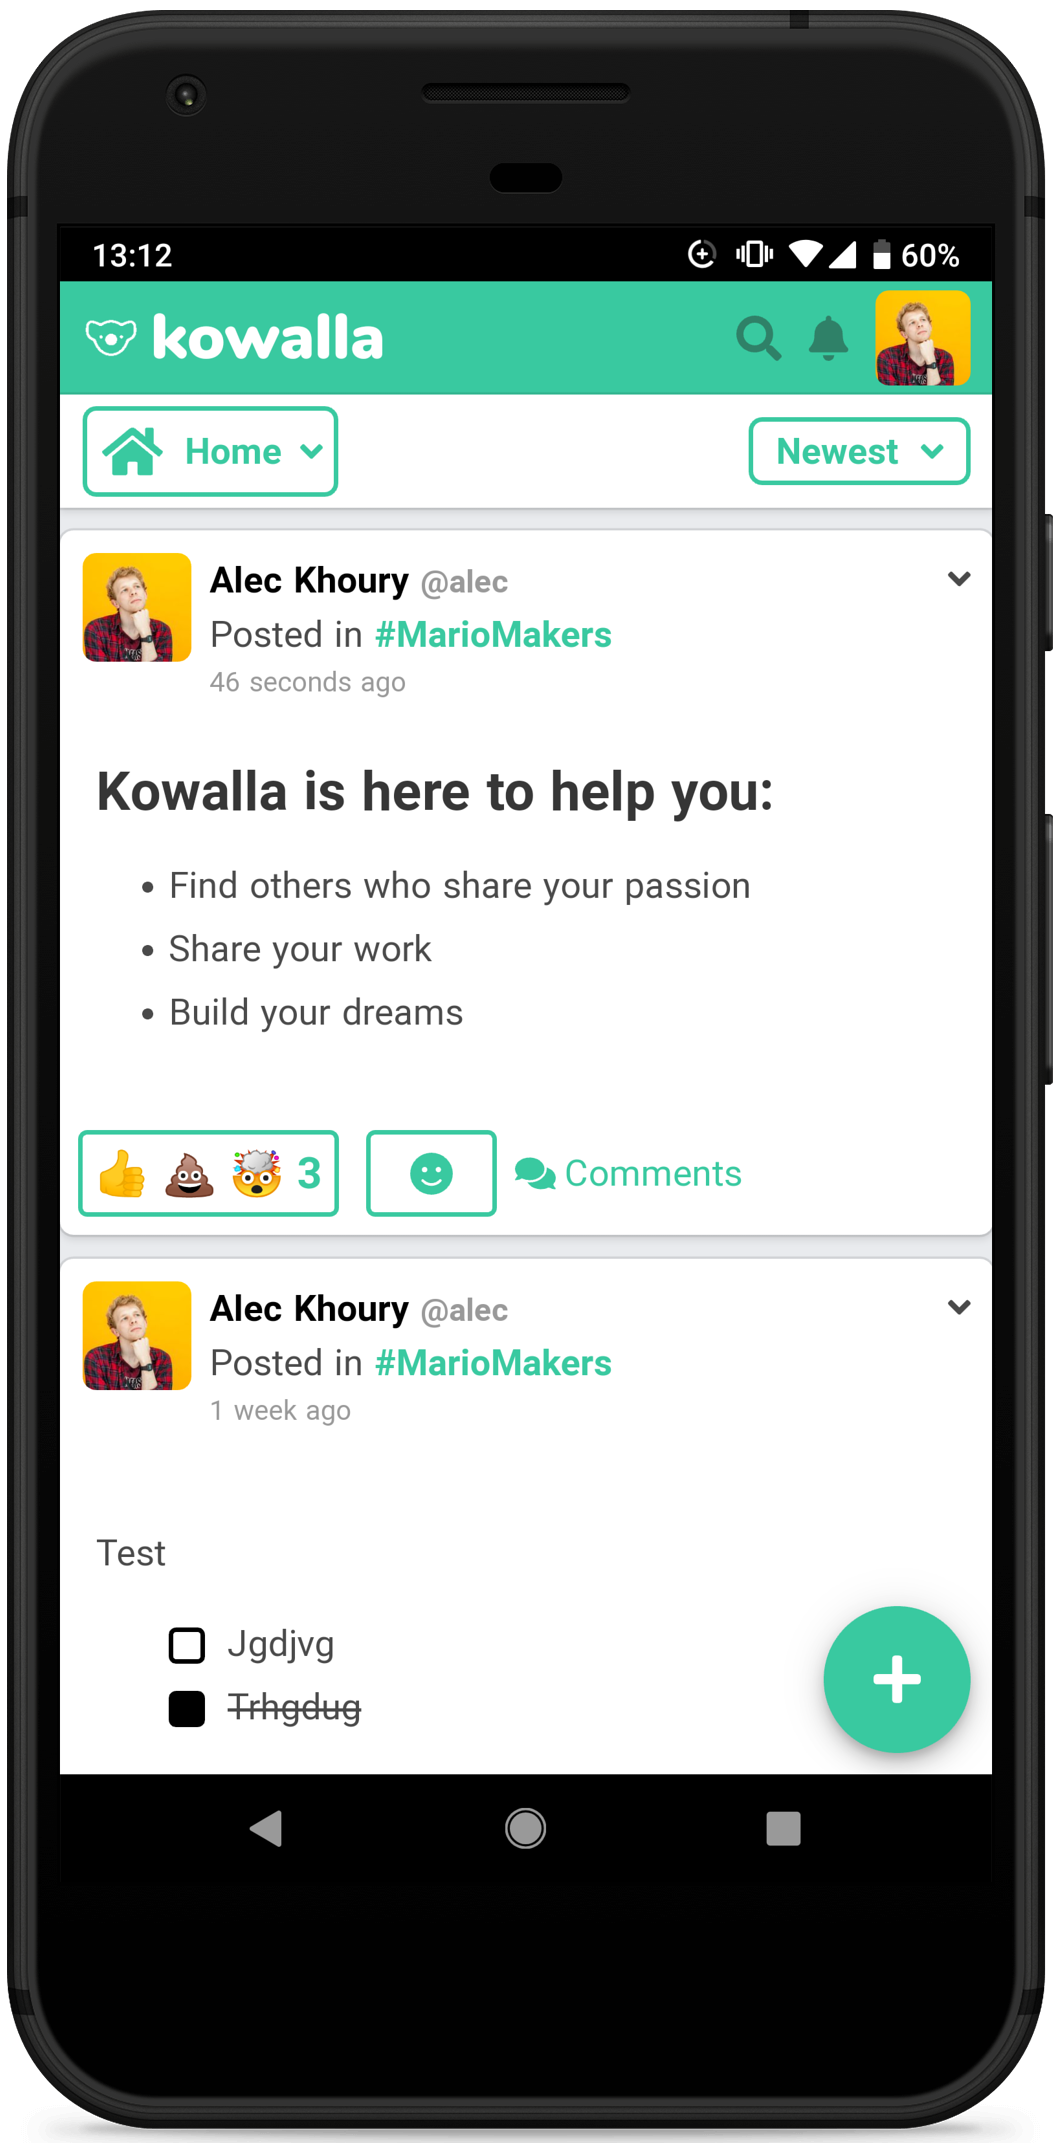 13:12 60%
kowalla
Home Newest
Alec Khoury @alec
Posted in #MarioMakers
46 seconds ago
Kowalla is here to help you:
• Find others who share your passion
• Share your work
• Build your dreams
👍 💩 🤯 3 Comments
Alec Khoury @alec
Posted in #MarioMakers
1 week ago
Test
Jgdjvg
Trhgdug